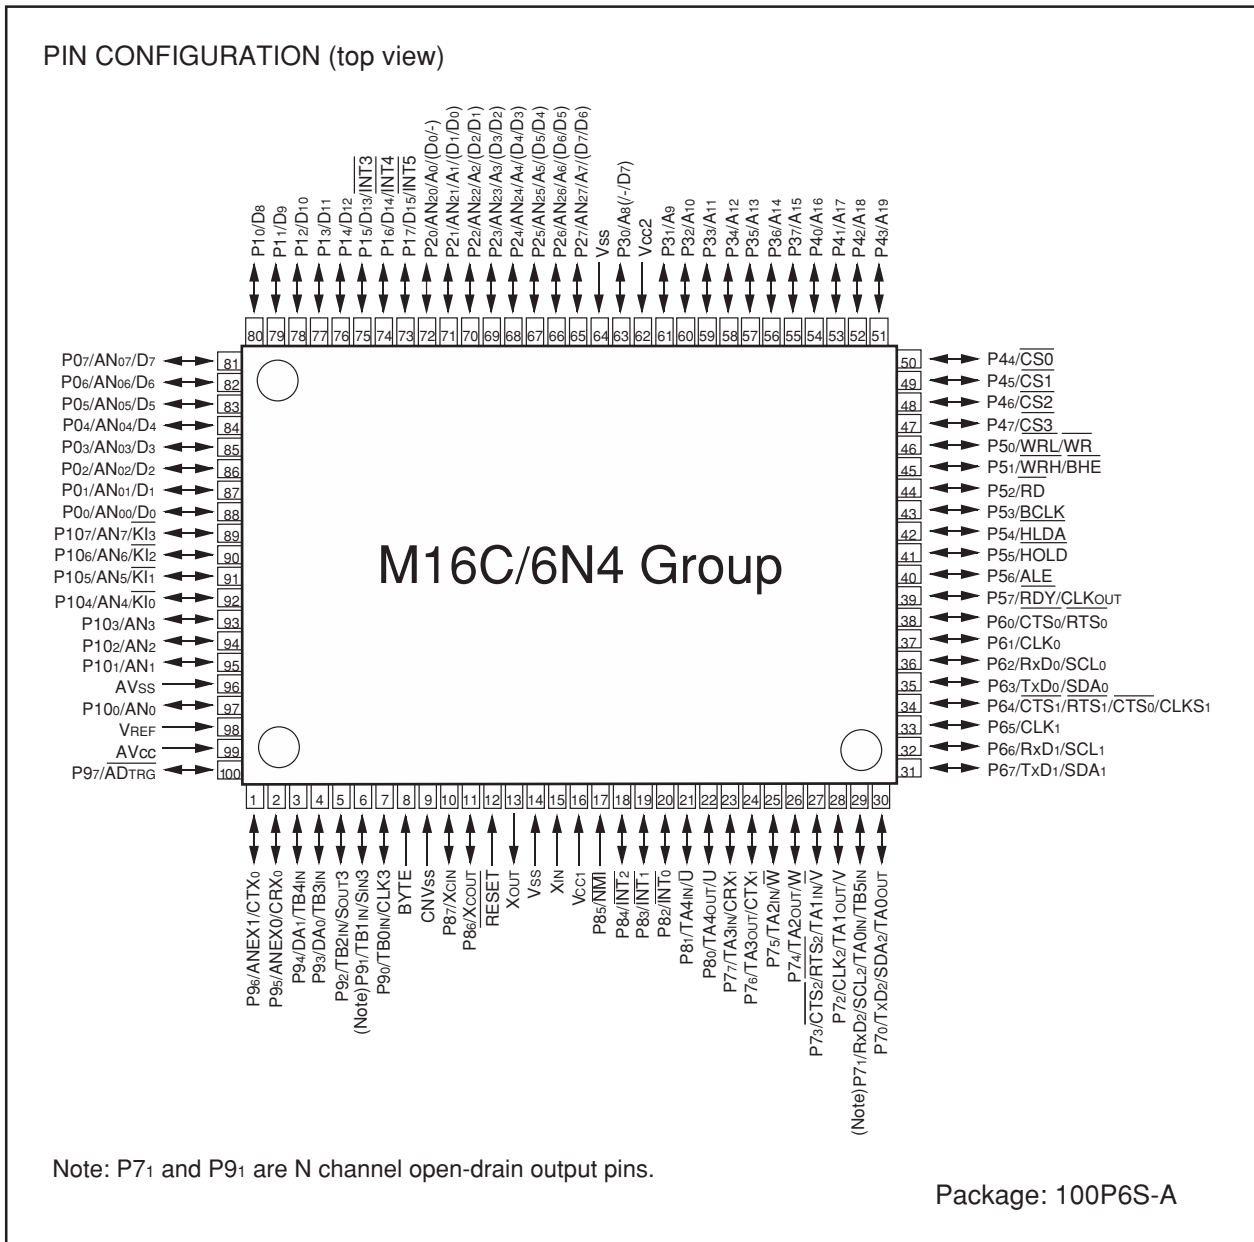 PIN CONFIGURATION (top view)
P10/D8
P11/D9
P12/D10
P13/D11
P14/D12
P15/D13/INT3
P16/D14/INT4
P17/D15/INT5
P20/AN20/A0/(D0/-)
P21/AN21/A1/(D1/D0)
P22/AN22/A2/(D2/D1)
P23/AN23/A3/(D3/D2)
P24/AN24/A4/(D4/D3)
P25/AN25/A5/(D5/D4)
P26/AN26/A6/(D6/D5)
P27/AN27/A7/(D7/D6)
Vss
P30/A8(/-/D7)
Vcc2
P31/A9
P32/A10
P33/A11
P34/A12
P35/A13
P36/A14
P37/A15
P40/A16
P41/A17
P42/A18
P43/A19
80 79 78 77 76 75 74 73 72 71 70 69 68 67 66 65 64 63 62 61 60 59 58 57 56 55 54 53 52 51
P07/AN07/D7 81
P06/AN06/D6 82
P05/AN05/D5 83
P04/AN04/D4 84
P03/AN03/D3 85
P02/AN02/D2 86
P01/AN01/D1 87
P00/AN00/D0 88
P107/AN7/KI3 89
P106/AN6/KI2 90
P105/AN5/KI1 91
P104/AN4/KI0 92
P103/AN3 93
P102/AN2 94
P101/AN1 95
AVSS 96
P100/AN0 97
VREF 98
AVCC 99
P97/ADTRG 100
M16C/6N4 Group
50 P44/CS0
49 P45/CS1
48 P46/CS2
47 P47/CS3
46 P50/WRL/WR
45 P51/WRH/BHE
44 P52/RD
43 P53/BCLK
42 P54/HLDA
41 P55/HOLD
40 P56/ALE
39 P57/RDY/CLKOUT
38 P60/CTS0/RTS0
37 P61/CLK0
36 P62/RxD0/SCL0
35 P63/TxD0/SDA0
34 P64/CTS1/RTS1/CTS0/CLKS1
33 P65/CLK1
32 P66/RxD1/SCL1
31 P67/TxD1/SDA1
1 2 3 4 5 6 7 8 9 10 11 12 13 14 15 16 17 18 19 20 21 22 23 24 25 26 27 28 29 30
P96/ANEX1/CTX0
P95/ANEX0/CRX0
P94/DA1/TB4IN
P93/DA0/TB3IN
P92/TB2IN/SOUT3
(Note) P91/TB1IN/SIN3
P90/TB0IN/CLK3
BYTE
CNVss
P87/XCIN
P86/XCOUT
RESET
XOUT
VSS
XIN
VCC1
P85/NMI
P84/INT2
P83/INT1
P82/INT0
P81/TA4IN/U
P80/TA4OUT/U
P77/TA3IN/CRX1
P76/TA3OUT/CTX1
P75/TA2IN/W
P74/TA2OUT/W
P73/CTS2/RTS2/TA1IN/V
P72/CLK2/TA1OUT/V
(Note) P71/RxD2/SCL2/TA0IN/TB5IN
P70/TxD2/SDA2/TA0OUT
Note: P71 and P91 are N channel open-drain output pins.
Package: 100P6S-A